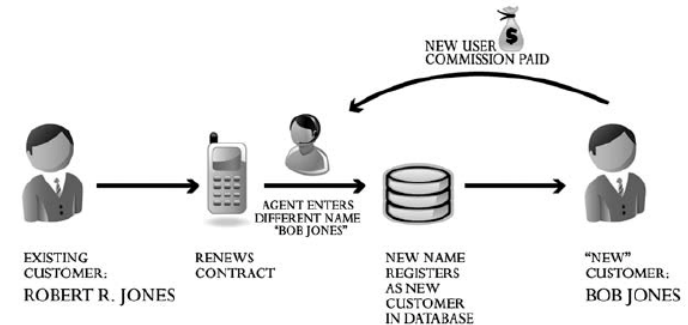 NEW USER
COMMISSION PAID
$
AGENT ENTERS
DIFFERENT NAME
"BOB JONES"
EXISTING
CUSTOMER:
ROBERT R. JONES
RENEWS
CONTRACT
NEW NAME
REGISTERS
AS NEW
CUSTOMER
IN DATABASE
"NEW"
CUSTOMER:
BOB JONES